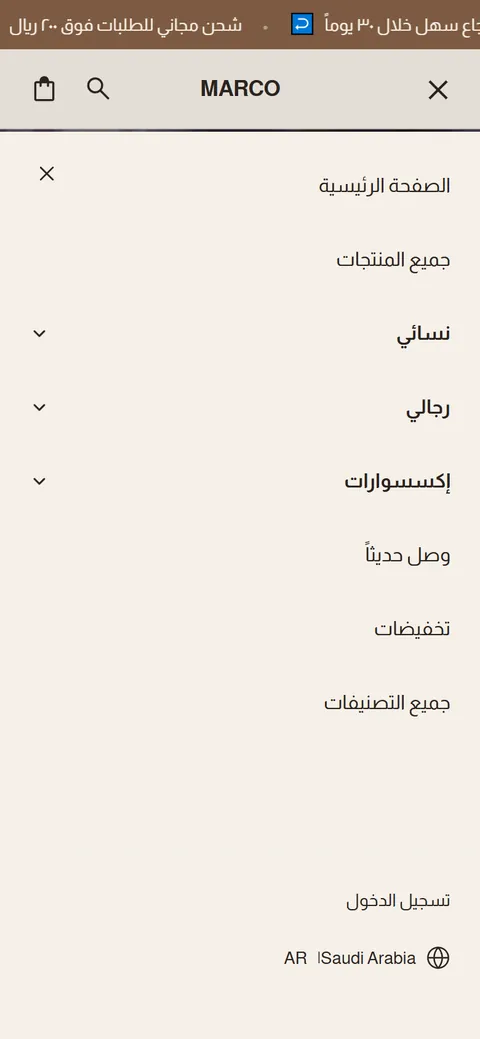 جاع سهل خلال ٣٠ يوماً • شحن مجاني للطلبات فوق ٢٠٠ ريال
MARCO
الصفحة الرئيسية
جميع المنتجات
نسائي
رجالي
إكسسوارات
وصل حديثاً
تخفيضات
جميع التصنيفات
تسجيل الدخول
Saudi Arabia| AR